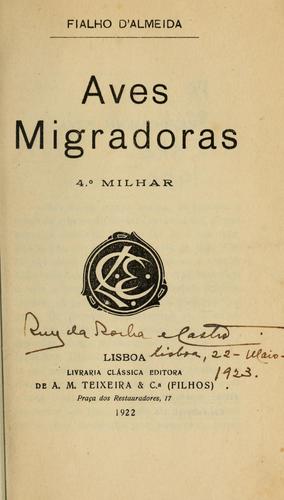 FIALHO D'ALMEIDA
Aves
Migradoras
4.º MILHAR
Ruy da Rocha e Castro
LISBOA
Lisboa, 22-Maio-
1923.
LIVRARIA CLÁSSICA EDITORA
DE A. M. TEIXEIRA & C.ª (FILHOS)
Praça dos Restauradores, 17
1922